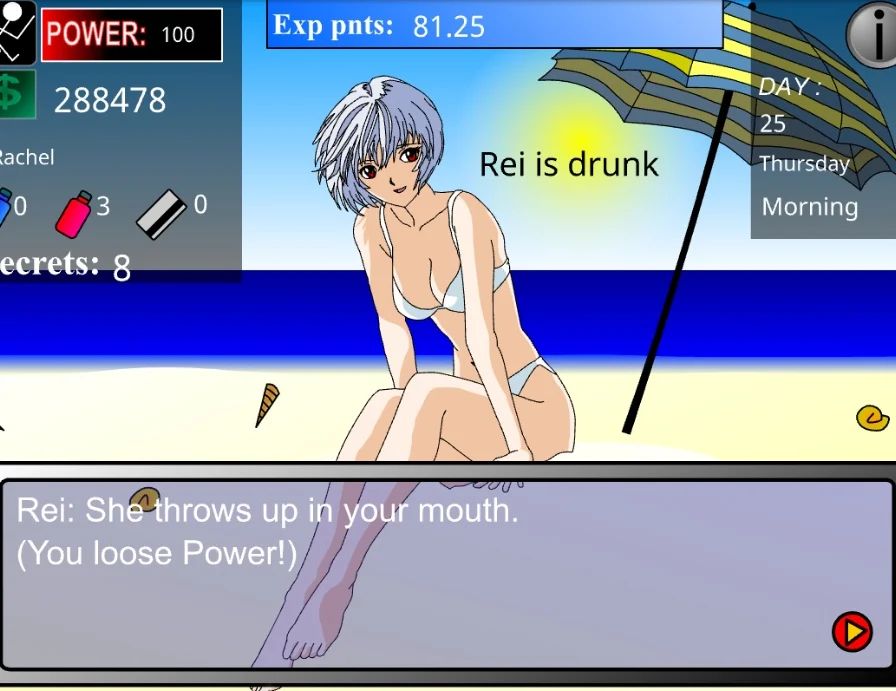 POWER: 100
Exp pnts: 81.25
$ 288478
DAY :
25
Rachel
Thursday
0 3 0
Morning
ecrets: 8
Rei is drunk
i
Rei: She throws up in your mouth.
(You loose Power!)